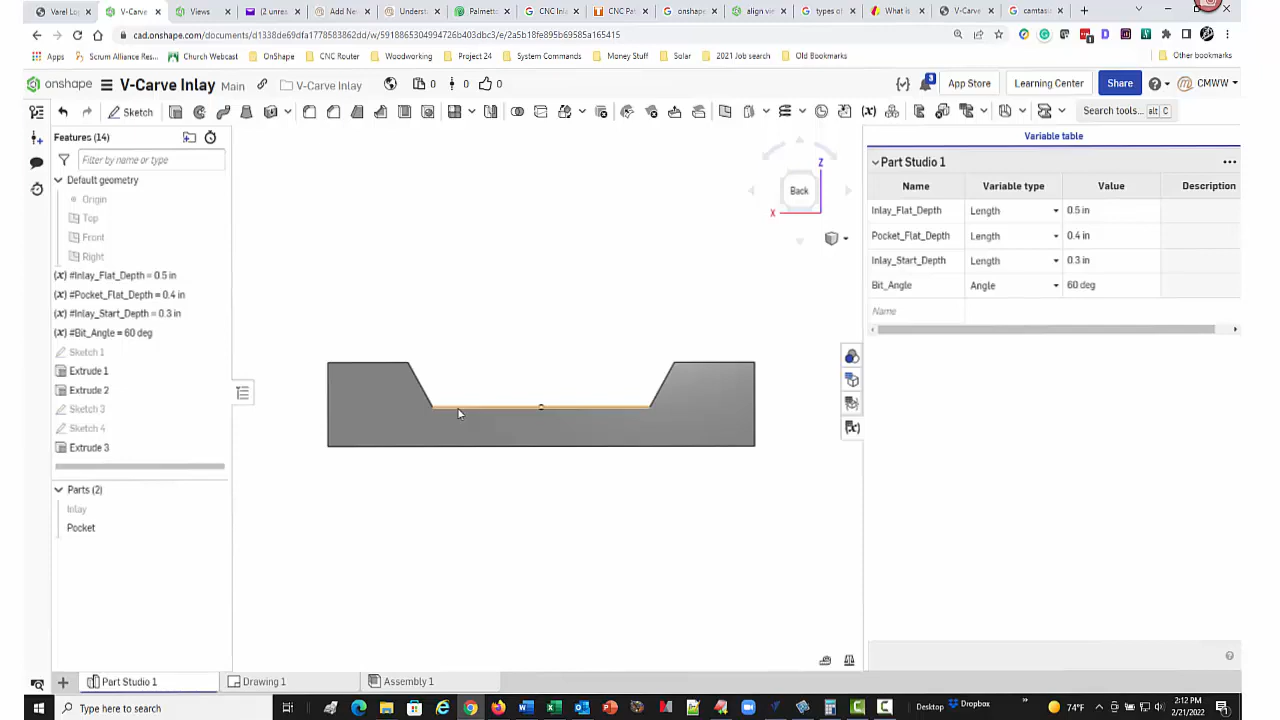 Varel Lo
V-Carve
Views
(2 unre
Add Ne
Underst
Palmett
CNC Inl
CNC Pa
onshap
align vie
types of
What is
V-Carve
camtasi
cad.onshape.com/documents/d1338de69dfa1778583862dd/w/5918865304994726b403dbc3/e/2a5b18fe895b69585a165415
Apps
Scrum Alliance Res...
Church Webcast
OnShape
CNC Router
Woodworking
Project 24
System Commands
Money Stuff
Solar
2021 Job search
Old Bookmarks
Other bookmarks
onshape
V-Carve Inlay Main
V-Carve Inlay
0
0
0
3
App Store
Learning Center
Share
CMWW
Sketch
Search tools... alt C
Features (14)
Filter by name or type
Default geometry
Origin
Top
Front
Right
(x) #Inlay_Flat_Depth = 0.5 in
(x) #Pocket_Flat_Depth = 0.4 in
(x) #Inlay_Start_Depth = 0.3 in
(x) #Bit_Angle = 60 deg
Sketch 1
Extrude 1
Extrude 2
Sketch 3
Sketch 4
Extrude 3
Parts (2)
Inlay
Pocket
Z
Back
X
Variable table
Part Studio 1
Name Variable type Value Description
Inlay_Flat_Depth Length 0.5 in
Pocket_Flat_Depth Length 0.4 in
Inlay_Start_Depth Length 0.3 in
Bit_Angle Angle 60 deg
Name
Part Studio 1
Drawing 1
Assembly 1
Type here to search
Desktop
Dropbox
74°F
2:12 PM
2/21/2022